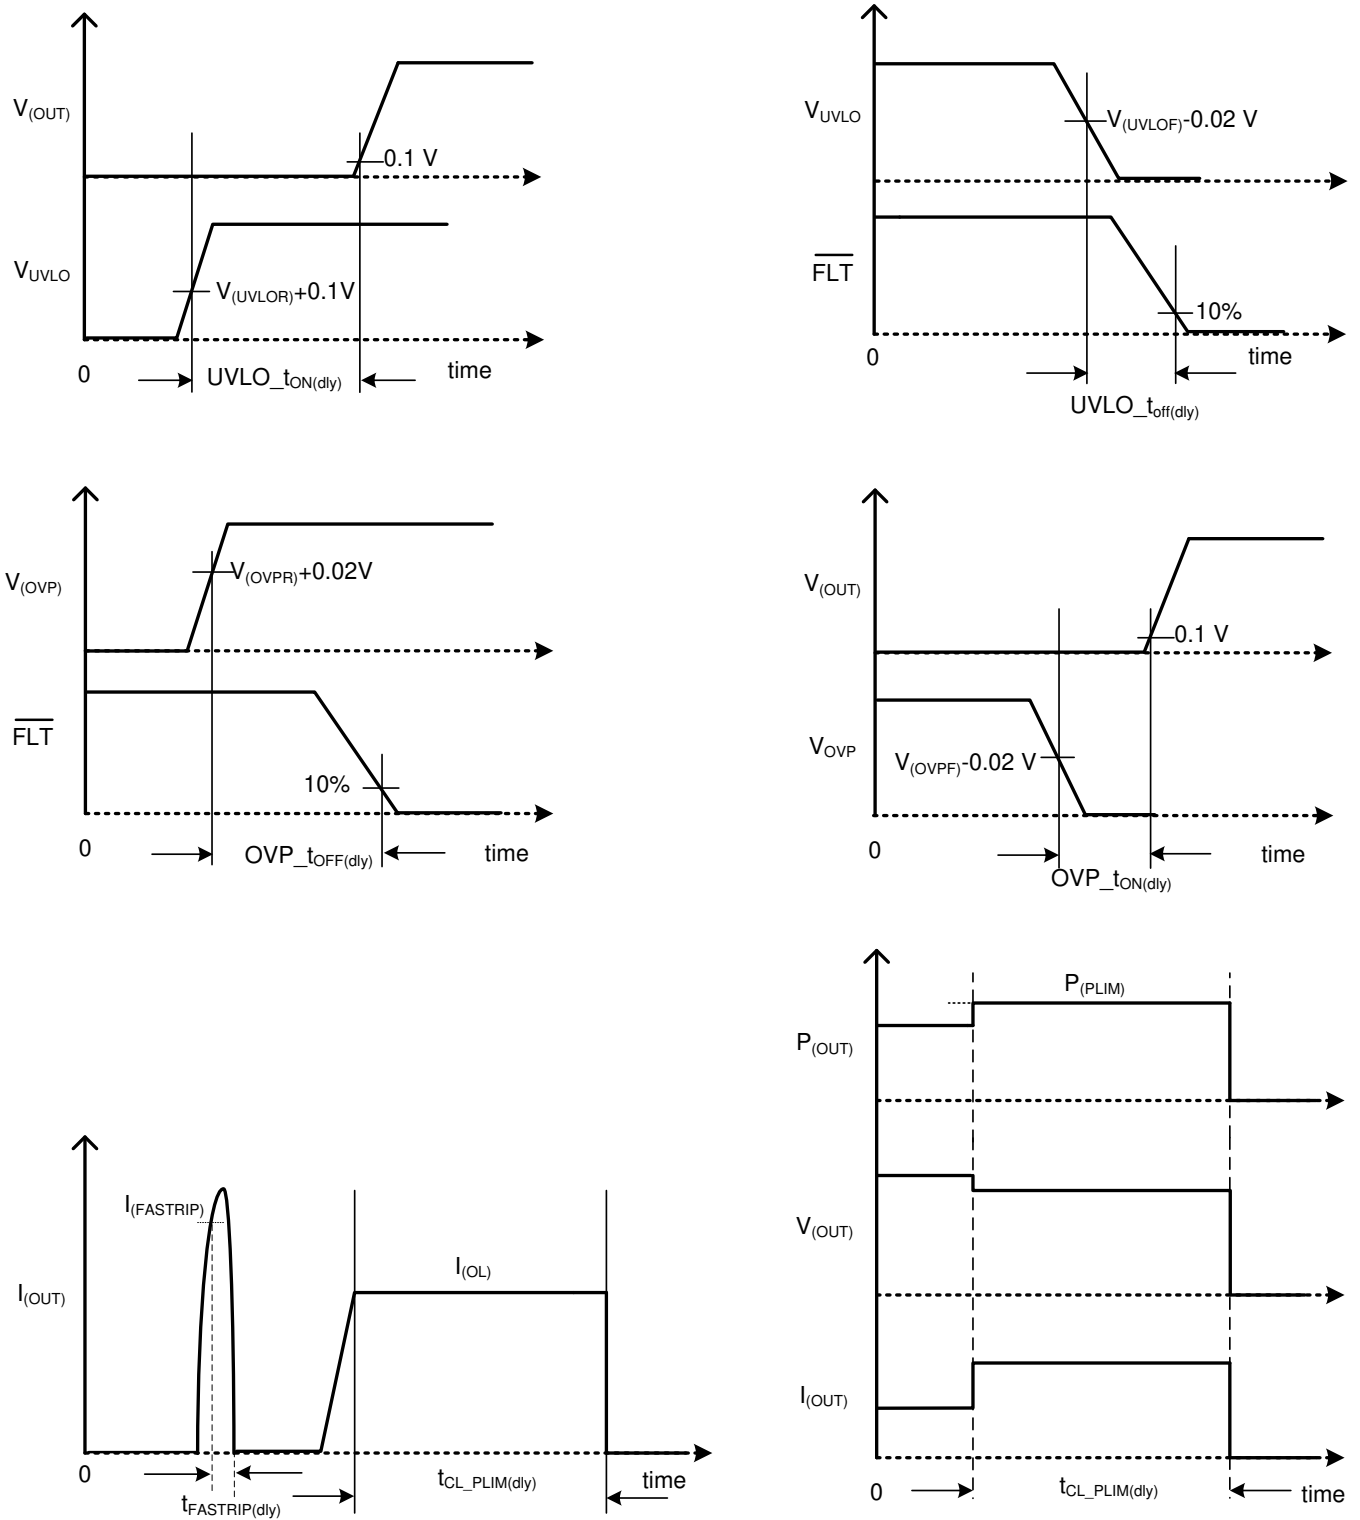 V(OUT)
0.1 V
VUVLO
V(UVLOR)+0.1V
0
UVLO_tON(dly)
time
VUVLO
V(UVLOF)-0.02 V
FLT
10%
0
time
UVLO_toff(dly)
V(OVP)
V(OVPR)+0.02V
FLT
10%
0
OVP_tOFF(dly)
time
V(OUT)
0.1 V
VOVP
V(OVPF)-0.02 V
0
time
OVP_tON(dly)
I(FASTRIP)
I(OUT)
I(OL)
0
tFASTRIP(dly)
tCL_PLIM(dly)
time
P(PLIM)
P(OUT)
V(OUT)
I(OUT)
0
tCL_PLIM(dly)
time